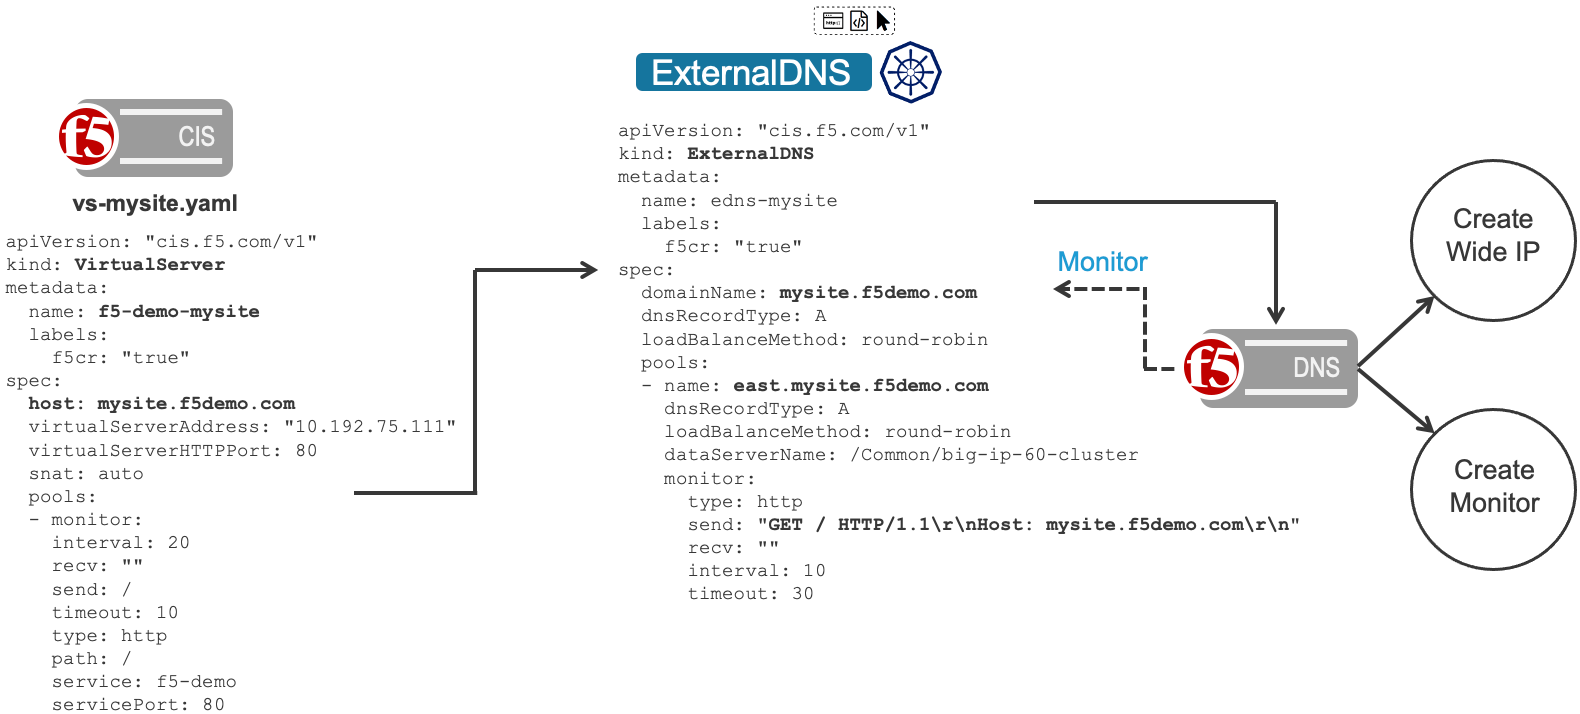 http://
</>
ExternalDNS
f5
CIS
vs-mysite.yaml
apiVersion: "cis.f5.com/v1"
kind: VirtualServer
metadata:
  name: f5-demo-mysite
  labels:
    f5cr: "true"
spec:
  host: mysite.f5demo.com
  virtualServerAddress: "10.192.75.111"
  virtualServerHTTPPort: 80
  snat: auto
  pools:
  - monitor:
    interval: 20
    recv: ""
    send: /
    timeout: 10
    type: http
    path: /
    service: f5-demo
    servicePort: 80
apiVersion: "cis.f5.com/v1"
kind: ExternalDNS
metadata:
  name: edns-mysite
  labels:
    f5cr: "true"
spec:
  domainName: mysite.f5demo.com
  dnsRecordType: A
  loadBalanceMethod: round-robin
  pools:
  - name: east.mysite.f5demo.com
    dnsRecordType: A
    loadBalanceMethod: round-robin
    dataServerName: /Common/big-ip-60-cluster
    monitor:
      type: http
      send: "GET / HTTP/1.1\r\nHost: mysite.f5demo.com\r\n"
      recv: ""
      interval: 10
      timeout: 30
Monitor
f5
DNS
Create
Wide IP
Create
Monitor